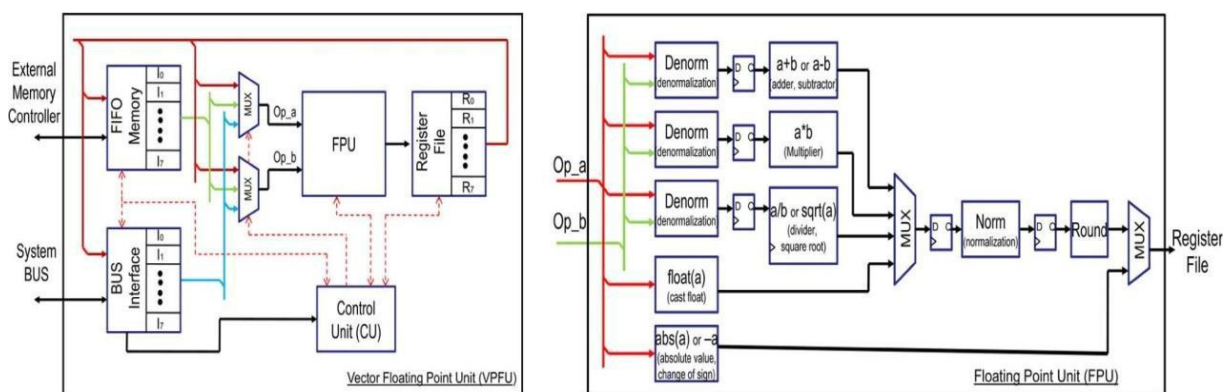 External
Memory
Controller
System
BUS
FIFO
Memory
I0
I1
I7
BUS
Interface
I0
I1
I7
MUX
MUX
Op_a
Op_b
FPU
Register
File
R0
R1
R7
Control
Unit (CU)
Vector Floating Point Unit (VPFU)
Op_a
Op_b
Denorm
(denormalization)
D Q
a+b or a-b
(adder, subtractor)
Denorm
(denormalization)
D Q
a*b
(Multiplier)
Denorm
(denormalization)
D Q
a/b or sqrt(a)
(divider,
square root)
float(a)
(cast float)
abs(a) or –a
(absolute value,
change of sign)
MUX
D Q
Norm
(normalization)
D Q
Round
MUX
Register
File
Floating Point Unit (FPU)